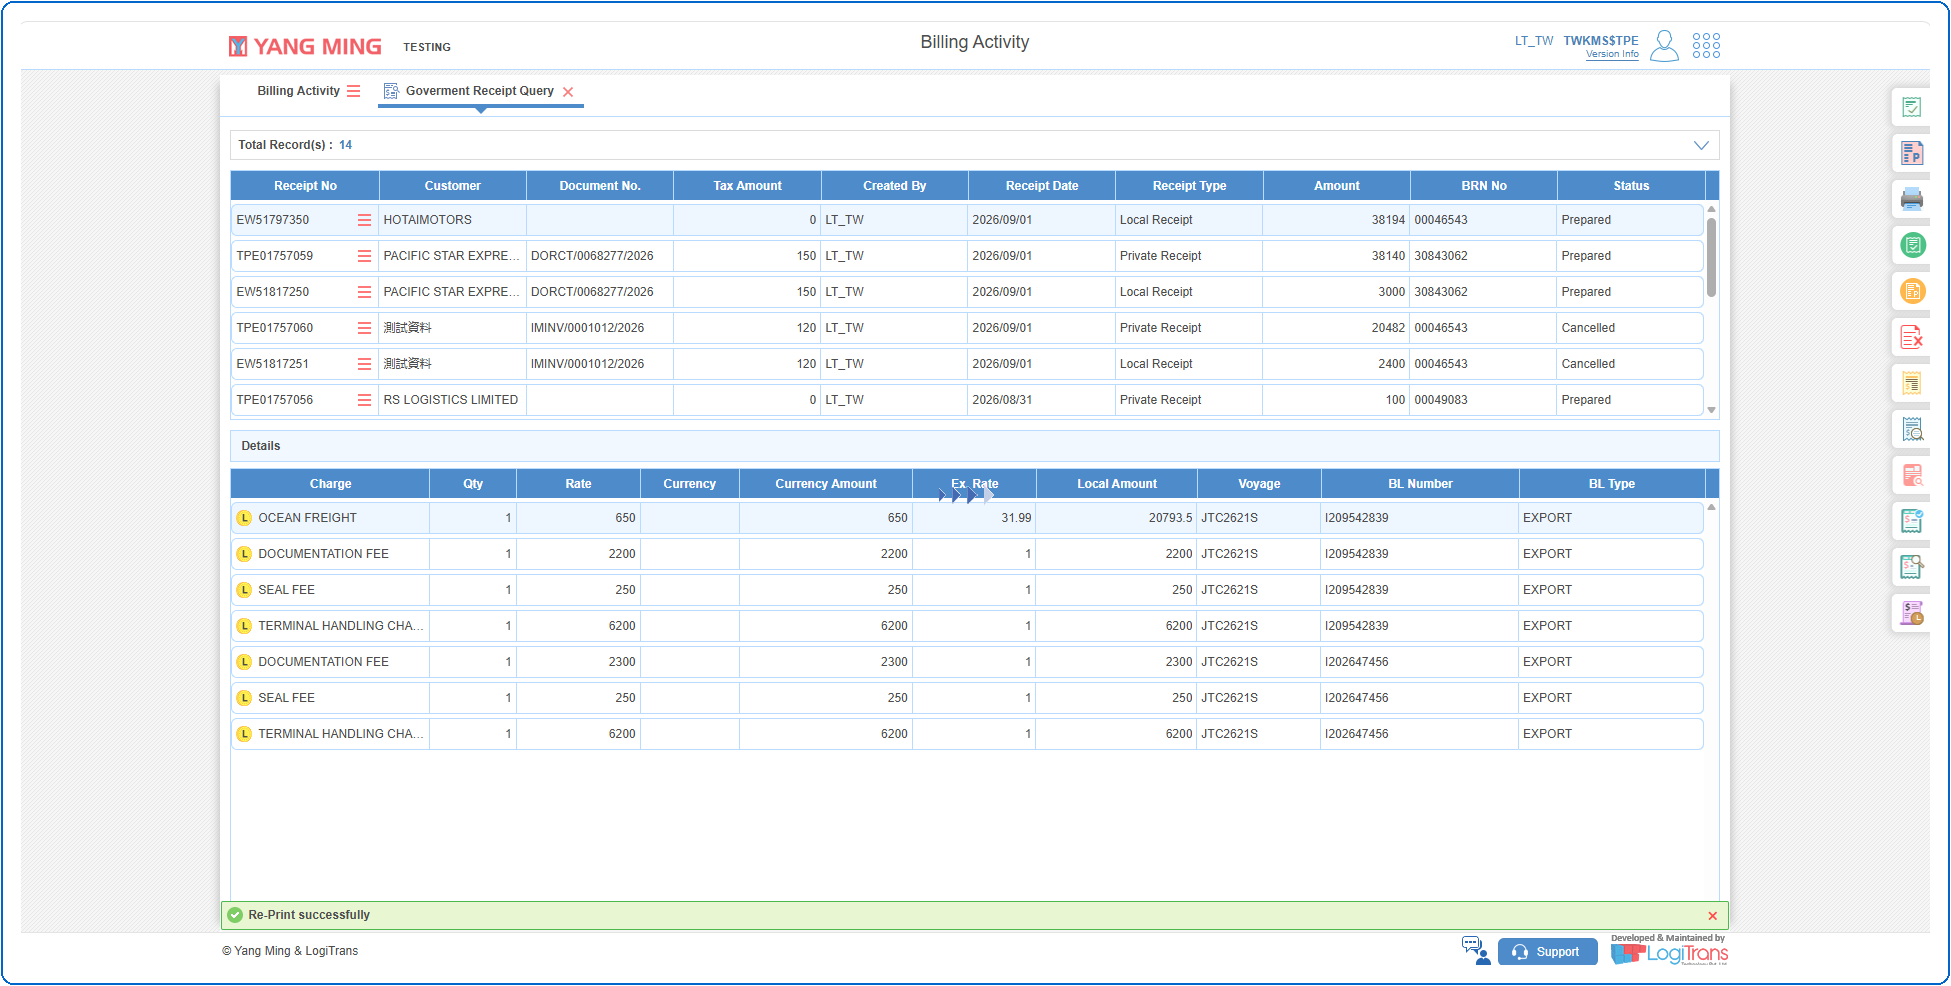 YANG MING TESTING Billing Activity LT_TW TWKMS$TPE
Version Info
Billing Activity Goverment Receipt Query
Total Record(s) : 14
Receipt No Customer Document No. Tax Amount Created By Receipt Date Receipt Type Amount BRN No Status
EW51797350 HOTAIMOTORS 0 LT_TW 2026/09/01 Local Receipt 38194 00046543 Prepared
TPE01757059 PACIFIC STAR EXPRE... DORCT/0068277/2026 150 LT_TW 2026/09/01 Private Receipt 38140 30843062 Prepared
EW51817250 PACIFIC STAR EXPRE... DORCT/0068277/2026 150 LT_TW 2026/09/01 Local Receipt 3000 30843062 Prepared
TPE01757060 測試資料 IMINV/0001012/2026 120 LT_TW 2026/09/01 Private Receipt 20482 00046543 Cancelled
EW51817251 測試資料 IMINV/0001012/2026 120 LT_TW 2026/09/01 Local Receipt 2400 00046543 Cancelled
TPE01757056 RS LOGISTICS LIMITED 0 LT_TW 2026/08/31 Private Receipt 100 00049083 Prepared
Details
Charge Qty Rate Currency Currency Amount Ex. Rate Local Amount Voyage BL Number BL Type
L OCEAN FREIGHT 1 650 650 31.99 20793.5 JTC2621S I209542839 EXPORT
L DOCUMENTATION FEE 1 2200 2200 1 2200 JTC2621S I209542839 EXPORT
L SEAL FEE 1 250 250 1 250 JTC2621S I209542839 EXPORT
L TERMINAL HANDLING CHA... 1 6200 6200 1 6200 JTC2621S I209542839 EXPORT
L DOCUMENTATION FEE 1 2300 2300 1 2300 JTC2621S I202647456 EXPORT
L SEAL FEE 1 250 250 1 250 JTC2621S I202647456 EXPORT
L TERMINAL HANDLING CHA... 1 6200 6200 1 6200 JTC2621S I202647456 EXPORT
Re-Print successfully
© Yang Ming & LogiTrans Support Developed & Maintained by
LogiTrans